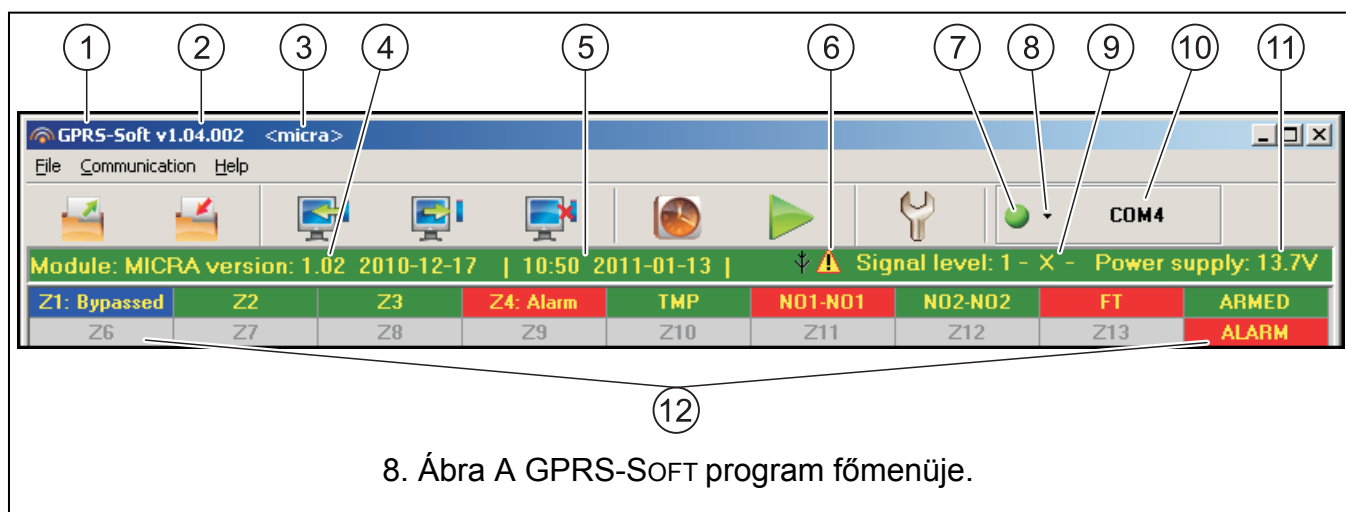 1 2 3 4 5 6 7 8 9 10 11
GPRS-Soft v1.04.002 <micra>
File Communication Help
COM4
Module: MICRA version: 1.02 2010-12-17 | 10:50 2011-01-13 | Signal level: 1 - X - Power supply: 13.7V
Z1: Bypassed Z2 Z3 Z4: Alarm TMP NO1-NO1 NO2-NO2 FT ARMED
Z6 Z7 Z8 Z9 Z10 Z11 Z12 Z13 ALARM
12
8. Ábra A GPRS-SOFT program főmenüje.